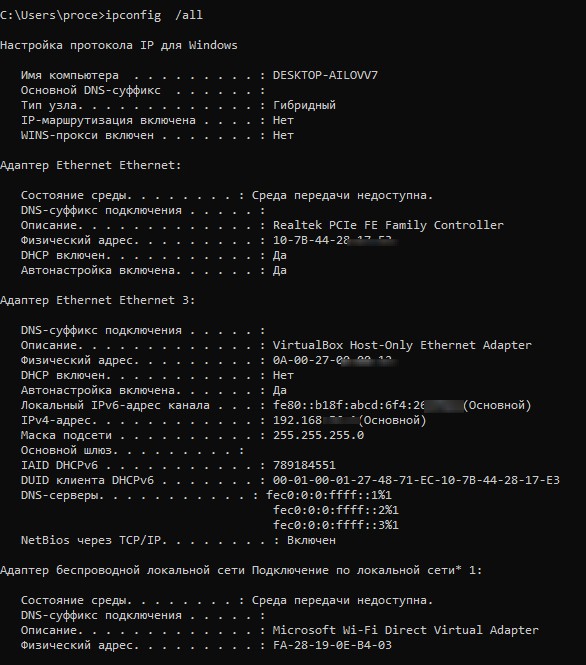 C:\Users\proce>ipconfig  /all
Настройка протокола IP для Windows
Имя компьютера  . . . . . . . . . : DESKTOP-AILOVV7
Основной DNS-суффикс  . . . . . . :
Тип узла. . . . . . . . . . . . . : Гибридный
IP-маршрутизация включена . . . . : Нет
WINS-прокси включен . . . . . . . : Нет
Адаптер Ethernet Ethernet:
Состояние среды. . . . . . . . : Среда передачи недоступна.
DNS-суффикс подключения . . . . . :
Описание. . . . . . . . . . . . . : Realtek PCIe FE Family Controller
Физический адрес. . . . . . . . . : 10-7B-44-28
DHCP включен. . . . . . . . . . . : Да
Автонастройка включена. . . . . . : Да
Адаптер Ethernet Ethernet 3:
DNS-суффикс подключения . . . . . :
Описание. . . . . . . . . . . . . : VirtualBox Host-Only Ethernet Adapter
Физический адрес. . . . . . . . . : 0A-00-27
DHCP включен. . . . . . . . . . . : Нет
Автонастройка включена. . . . . . : Да
Локальный IPv6-адрес канала . . . : fe80::b18f:abcd:6f4:26 (Основной)
IPv4-адрес. . . . . . . . . . . . : 192.168 (Основной)
Маска подсети . . . . . . . . . . : 255.255.255.0
Основной шлюз. . . . . . . . . :
IAID DHCPv6 . . . . . . . . . . . : 789184551
DUID клиента DHCPv6 . . . . . . . : 00-01-00-01-27-48-71-EC-10-7B-44-28-17-E3
DNS-серверы. . . . . . . . . . . : fec0:0:0:ffff::1%1
fec0:0:0:ffff::2%1
fec0:0:0:ffff::3%1
NetBios через TCP/IP. . . . . . . . : Включен
Адаптер беспроводной локальной сети Подключение по локальной сети* 1:
Состояние среды. . . . . . . . : Среда передачи недоступна.
DNS-суффикс подключения . . . . . :
Описание. . . . . . . . . . . . . : Microsoft Wi-Fi Direct Virtual Adapter
Физический адрес. . . . . . . . . : FA-28-19-0E-B4-03